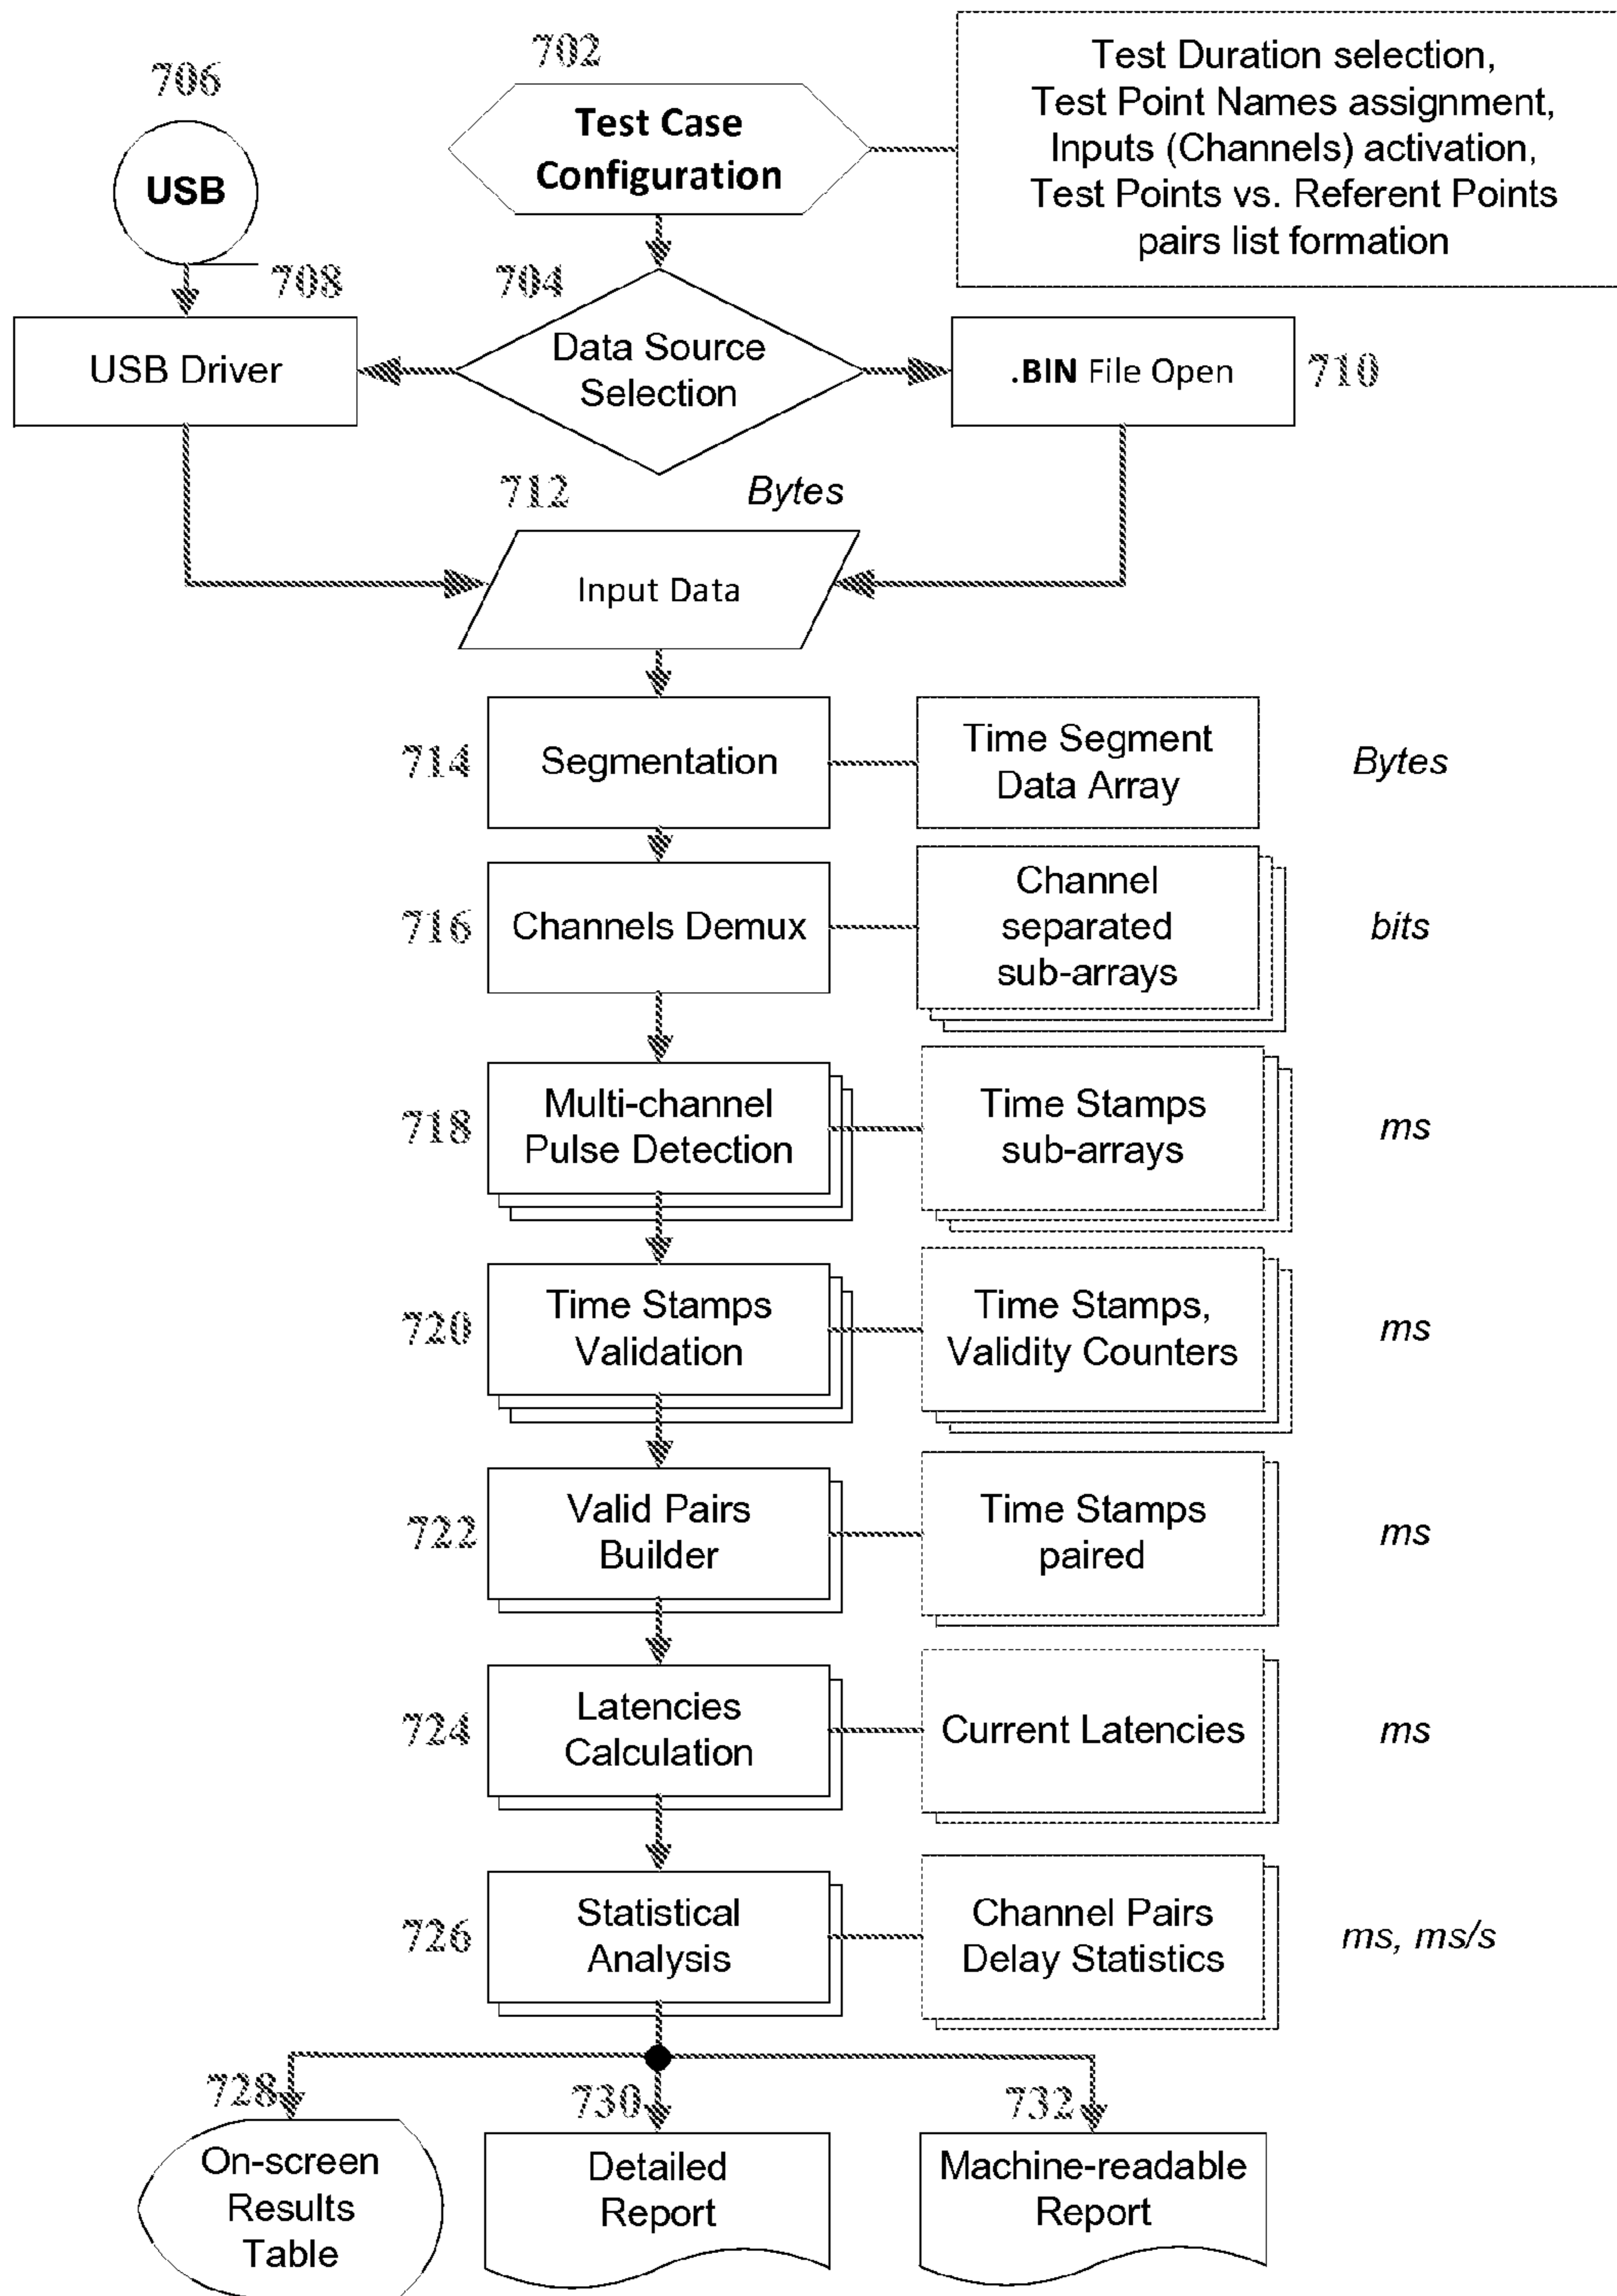 702
706
Test Case
Configuration
Test Duration selection,
Test Point Names assignment,
Inputs (Channels) activation,
Test Points vs. Referent Points
pairs list formation
USB
708
704
USB Driver
Data Source
Selection
.BIN File Open
710
712
Bytes
Input Data
714
Segmentation
Time Segment
Data Array
Bytes
716
Channels Demux
Channel
separated
sub-arrays
bits
718
Multi-channel
Pulse Detection
Time Stamps
sub-arrays
ms
720
Time Stamps
Validation
Time Stamps,
Validity Counters
ms
722
Valid Pairs
Builder
Time Stamps
paired
ms
724
Latencies
Calculation
Current Latencies
ms
726
Statistical
Analysis
Channel Pairs
Delay Statistics
ms, ms/s
728
730
732
On-screen
Results
Table
Detailed
Report
Machine-readable
Report